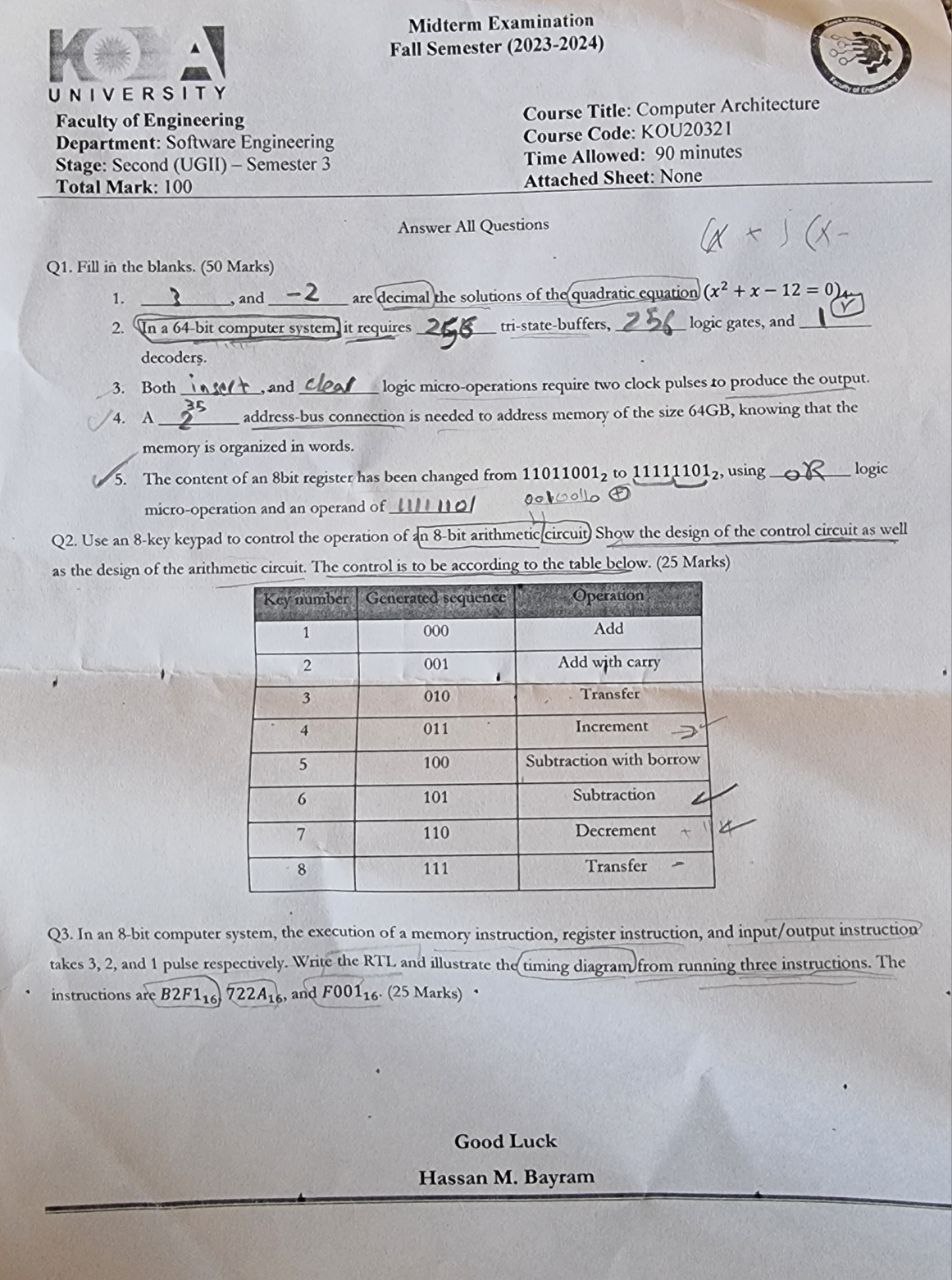 Midterm Examination
Fall Semester (2023-2024)
KOYA
UNIVERSITY
Faculty of Engineering
Department: Software Engineering
Stage: Second (UGII) – Semester 3
Total Mark: 100
Course Title: Computer Architecture
Course Code: KOU20321
Time Allowed: 90 minutes
Attached Sheet: None
Answer All Questions
(x + ) (x -
Q1. Fill in the blanks. (50 Marks)
1. 3, and -2 are decimal the solutions of the quadratic equation (x² + x − 12 = 0)
2. In a 64-bit computer system, it requires 256 tri-state-buffers, 256 logic gates, and 1
decoders.
3. Both insert, and clear logic micro-operations require two clock pulses to produce the output.
4. A 2³⁵ address-bus connection is needed to address memory of the size 64GB, knowing that the
memory is organized in words.
5. The content of an 8bit register has been changed from 11011001₂ to 11111101₂, using OR logic
micro-operation and an operand of 11111101
Q2. Use an 8-key keypad to control the operation of an 8-bit arithmetic circuit. Show the design of the control circuit as well
as the design of the arithmetic circuit. The control is to be according to the table below. (25 Marks)
Key number Generated sequence Operation
1 000 Add
2 001 Add with carry
3 010 Transfer
4 011 Increment
5 100 Subtraction with borrow
6 101 Subtraction
7 110 Decrement
8 111 Transfer
Q3. In an 8-bit computer system, the execution of a memory instruction, register instruction, and input/output instruction
takes 3, 2, and 1 pulse respectively. Write the RTL and illustrate the timing diagram from running three instructions. The
instructions are B2F1₁₆, 722A₁₆, and F001₁₆. (25 Marks)
Good Luck
Hassan M. Bayram